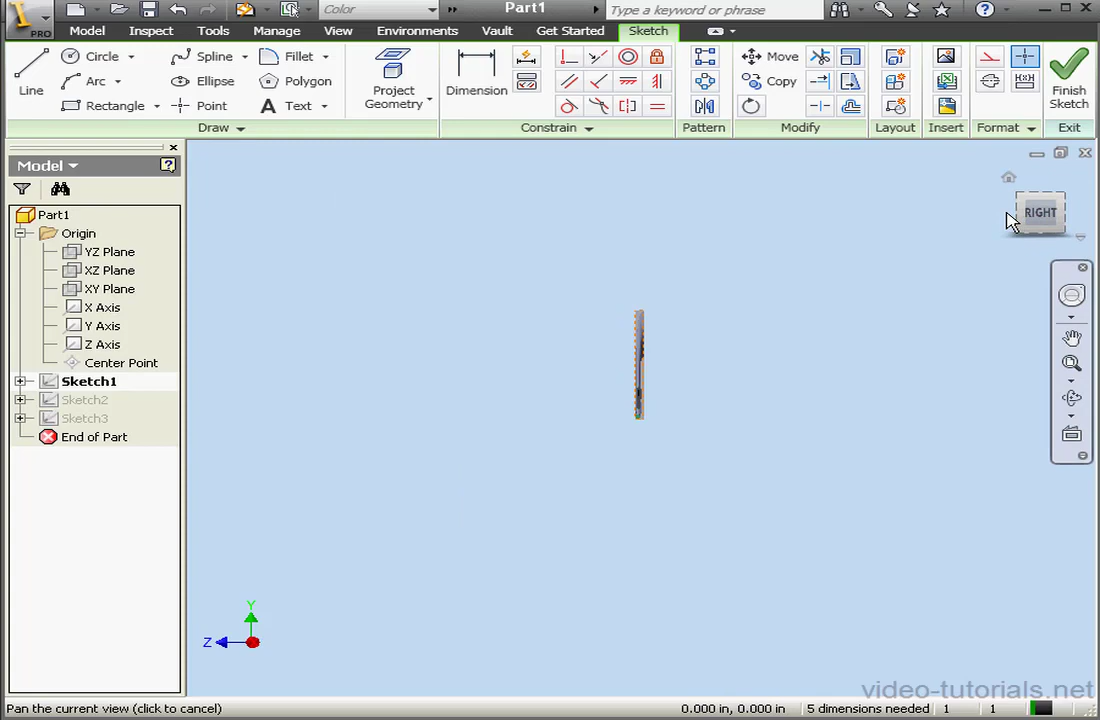 Color
Part1
Type a keyword or phrase
PRO
Model
Inspect
Tools
Manage
View
Environments
Vault
Get Started
Sketch
Line
Circle
Arc
Rectangle
Spline
Ellipse
Point
Fillet
Polygon
Text
Project
Geometry
Dimension
Move
Copy
Finish
Sketch
Draw
Constrain
Pattern
Modify
Layout
Insert
Format
Exit
Model
Part1
Origin
YZ Plane
XZ Plane
XY Plane
X Axis
Y Axis
Z Axis
Center Point
Sketch1
Sketch2
Sketch3
End of Part
RIGHT
Y
Z
video-tutorials.net
Pan the current view (click to cancel)
0.000 in, 0.000 in
5 dimensions needed
1
1